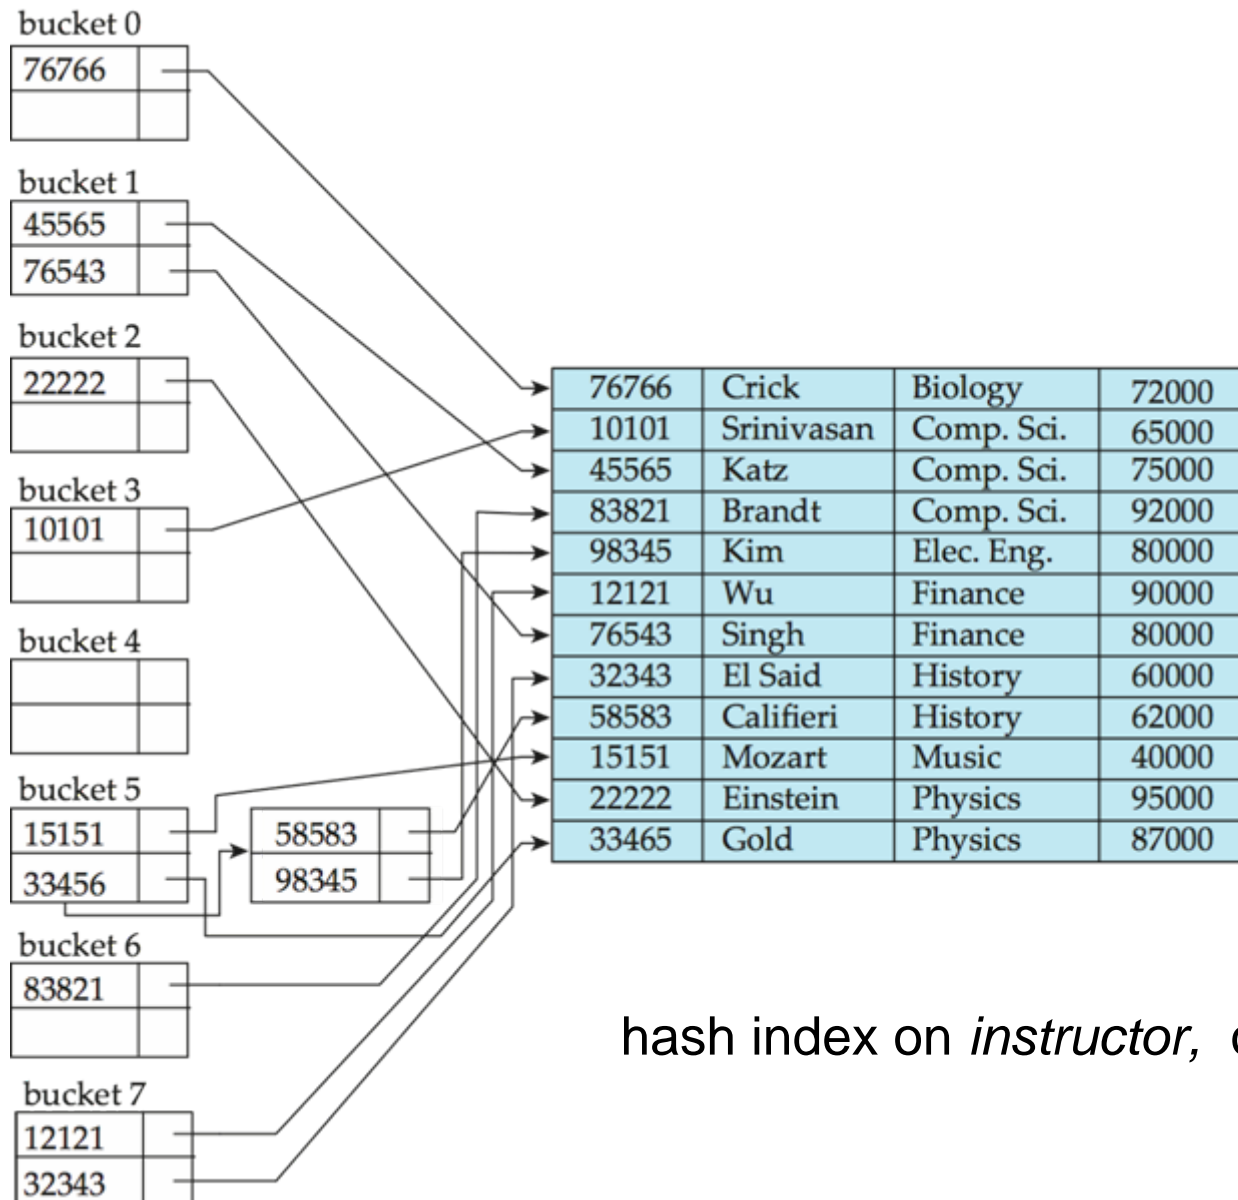 bucket 0
76766
bucket 1
45565
76543
bucket 2
22222
bucket 3
10101
bucket 4
bucket 5
15151
33456
58583
98345
bucket 6
83821
bucket 7
12121
32343
76766 Crick Biology 72000
10101 Srinivasan Comp. Sci. 65000
45565 Katz Comp. Sci. 75000
83821 Brandt Comp. Sci. 92000
98345 Kim Elec. Eng. 80000
12121 Wu Finance 90000
76543 Singh Finance 80000
32343 El Said History 60000
58583 Califieri History 62000
15151 Mozart Music 40000
22222 Einstein Physics 95000
33465 Gold Physics 87000
hash index on instructor,